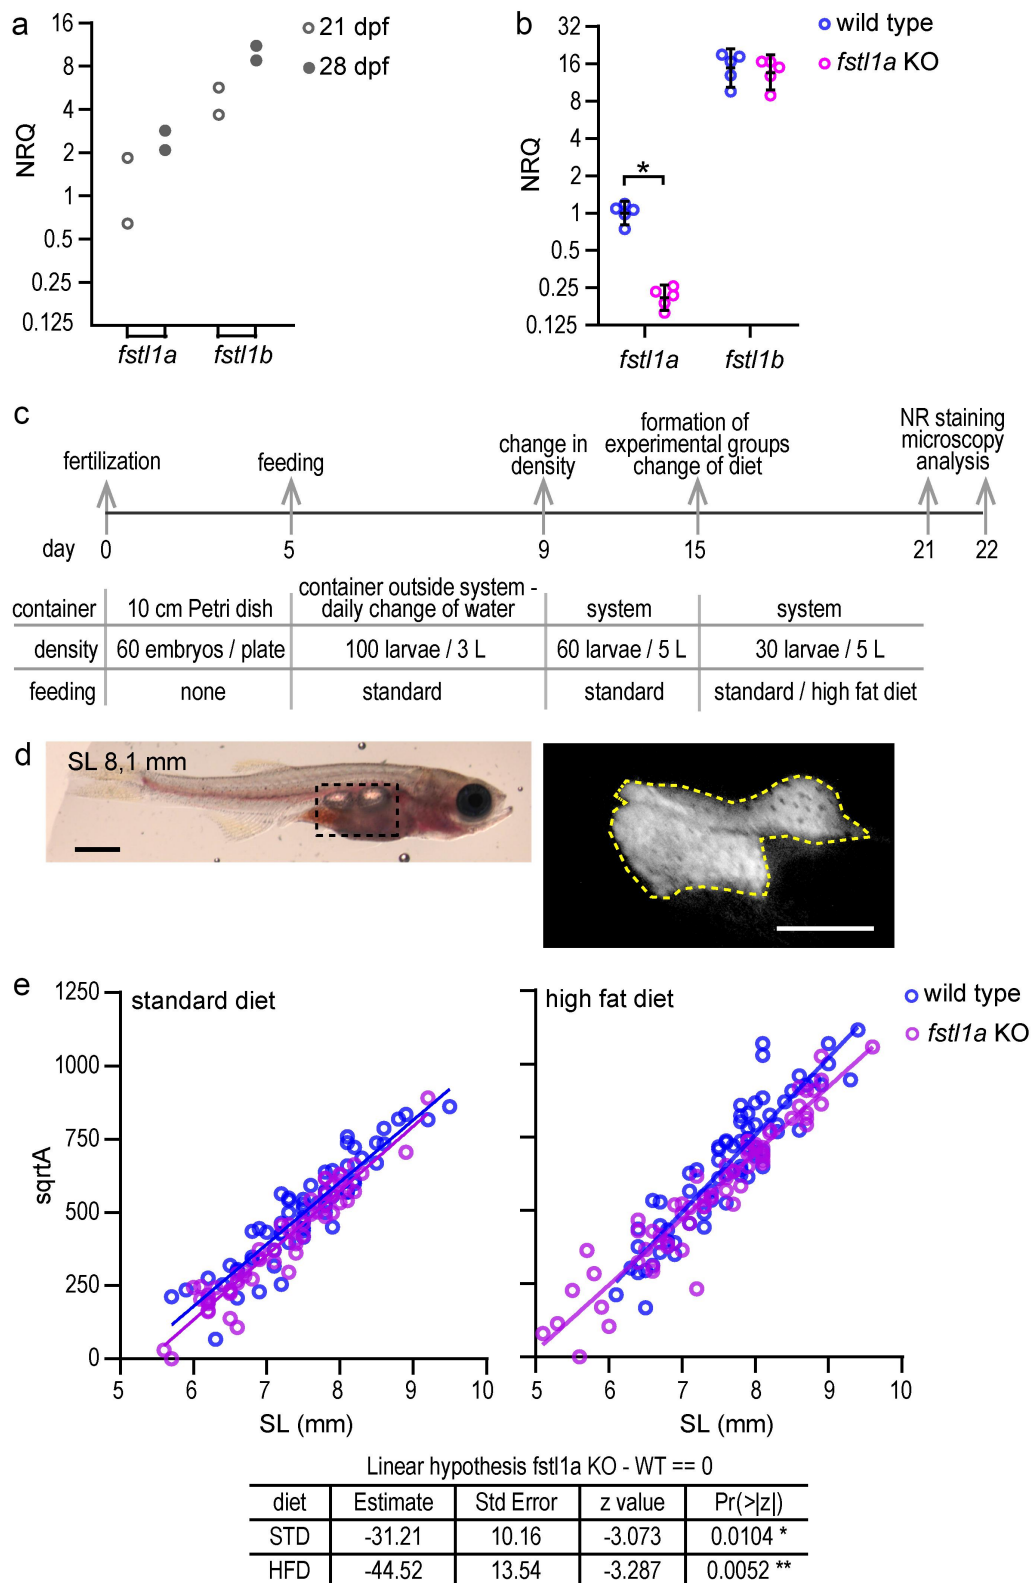 a
16
8
4
2
1
0.5
0.25
0.125
NRQ
21 dpf
28 dpf
fstl1a fstl1b
b
32
16
8
4
2
1
0.5
0.25
0.125
NRQ
*
wild type
fstl1a KO
fstl1a fstl1b
c
fertilization
feeding
change in
density
formation of
experimental groups
change of diet
NR staining
microscopy
analysis
day 0 5 9 15 21 22
container outside system -
container 10 cm Petri dish daily change of water system system
density 60 embryos / plate 100 larvae / 3 L 60 larvae / 5 L 30 larvae / 5 L
feeding none standard standard standard / high fat diet
d
SL 8,1 mm
e
1250
1000
750
500
250
0
sqrtA
standard diet
5 6 7 8 9 10
SL (mm)
high fat diet
wild type
fstl1a KO
5 6 7 8 9 10
SL (mm)
Linear hypothesis fstl1a KO - WT == 0
diet Estimate Std Error z value Pr(>|z|)
STD -31.21 10.16 -3.073 0.0104 *
HFD -44.52 13.54 -3.287 0.0052 **